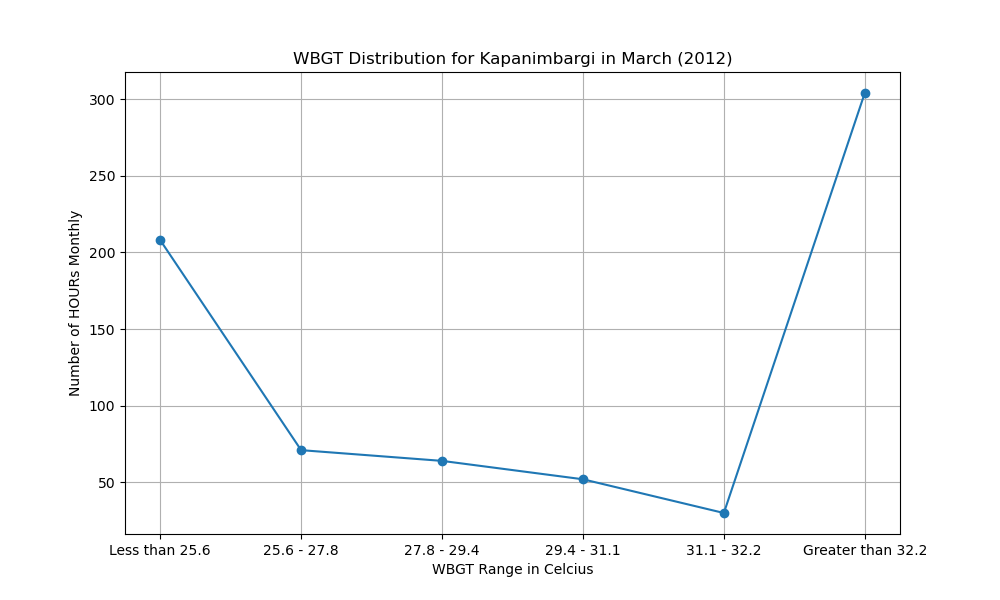 WBGT Distribution for Kapanimbargi in March (2012)
Number of HOURs Monthly
300
250
200
150
100
50
Less than 25.6
25.6 - 27.8
27.8 - 29.4
29.4 - 31.1
31.1 - 32.2
Greater than 32.2
WBGT Range in Celcius